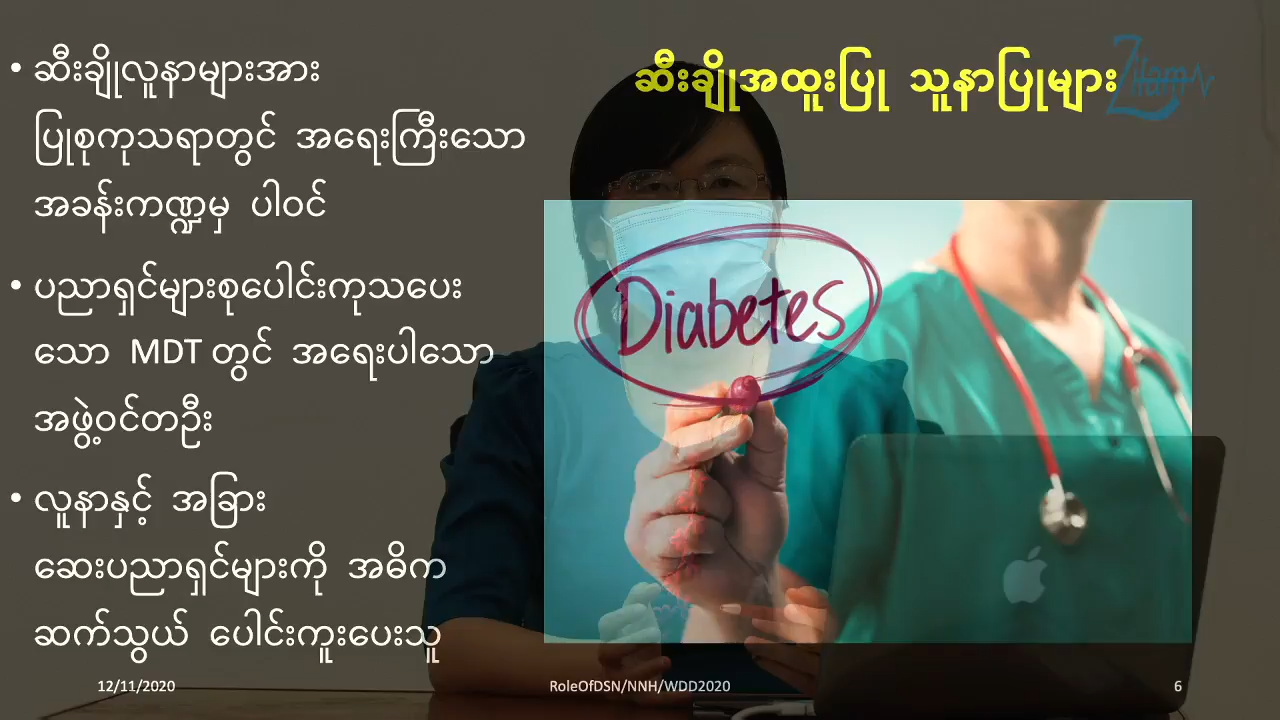 ဆီးချိုအထူးပြု သူနာပြုများ
Zifam
• ဆီးချိုလူနာများအား
ပြုစုကုသရာတွင် အရေးကြီးသော
အခန်းကဏ္ဍမှ ပါဝင်
• ပညာရှင်များစုပေါင်းကုသပေး
သော MDT တွင် အရေးပါသော
အဖွဲ့ဝင်တဦး
• လူနာနှင့် အခြား
ဆေးပညာရှင်များကို အဓိက
ဆက်သွယ် ပေါင်းကူးပေးသူ
Diabetes
12/11/2020
RoleOfDSN/NNH/WDD2020
6